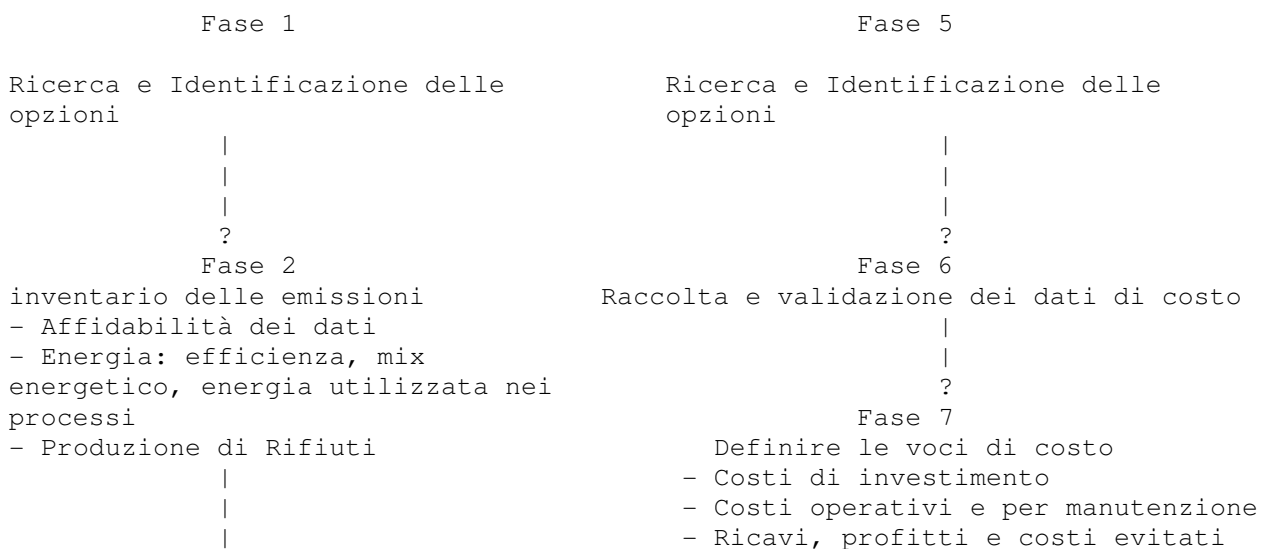 Fase 1
Ricerca e Identificazione delle
opzioni
|
|
|
?
Fase 2
inventario delle emissioni
- Affidabilità dei dati
- Energia: efficienza, mix
energetico, energia utilizzata nei
processi
- Produzione di Rifiuti
|
|
|
Fase 5
Ricerca e Identificazione delle
opzioni
|
|
|
?
Fase 6
Raccolta e validazione dei dati di costo
|
|
?
Fase 7
Definire le voci di costo
- Costi di investimento
- Costi operativi e per manutenzione
- Ricavi, profitti e costi evitati